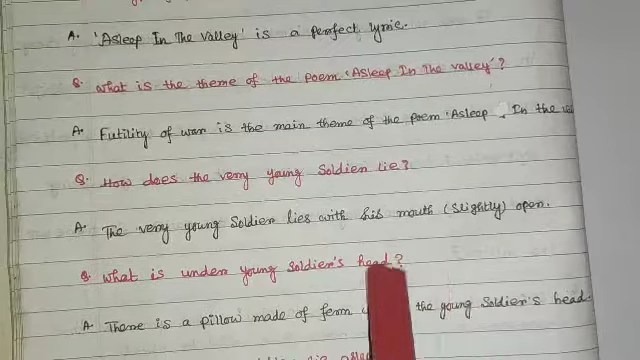 A. 'Asleep In The Valley' is a perfect lyric.
Q. What is the theme of the poem 'Asleep In The Valley'?
A. Futility of war is the main theme of the poem 'Asleep In the
Q. How does the very young Soldier lie?
A. The very young Soldier lies with his mouth (slightly) open.
Q. What is under young Soldier's head?
A. There is a pillow made of fern the young Soldier's head.